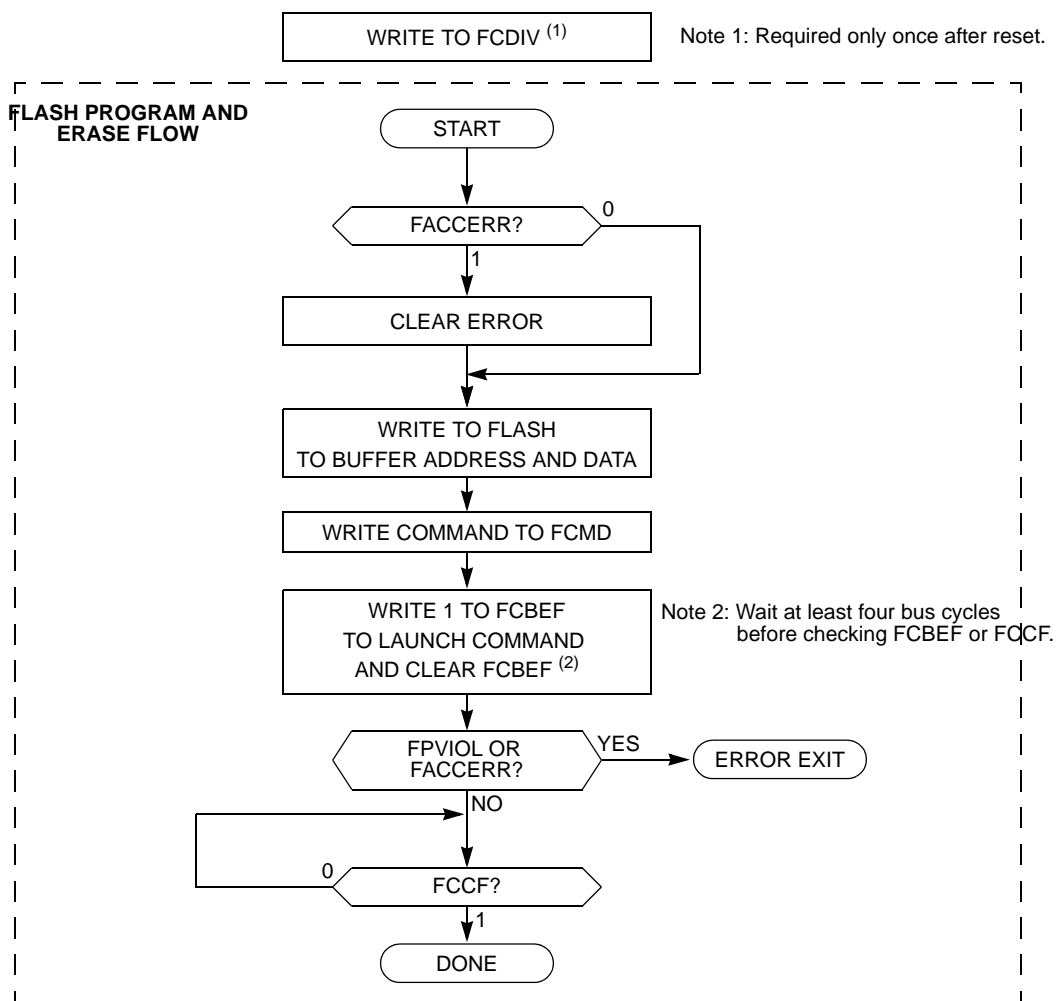 WRITE TO FCDIV (1)
Note 1: Required only once after reset.
FLASH PROGRAM AND
ERASE FLOW
START
FACCERR?
0
1
CLEAR ERROR
WRITE TO FLASH
TO BUFFER ADDRESS AND DATA
WRITE COMMAND TO FCMD
WRITE 1 TO FCBEF
TO LAUNCH COMMAND
AND CLEAR FCBEF (2)
Note 2: Wait at least four bus cycles
before checking FCBEF or FCCF.
FPVIOL OR
FACCERR?
YES
ERROR EXIT
NO
0
FCCF?
1
DONE